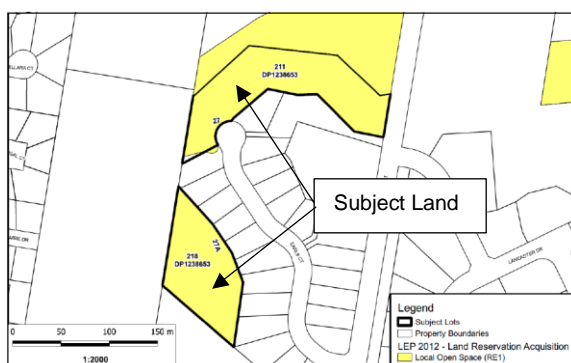 211
DP1238653
27
Subject Land
27A
218
DP1238653
LANCASTER DR
Legend
Subject Lots
Property Boundaries
LEP 2012 - Land Reservation Acquisition
Local Open Space (RE1)
0 50 100 150 m
1:2000